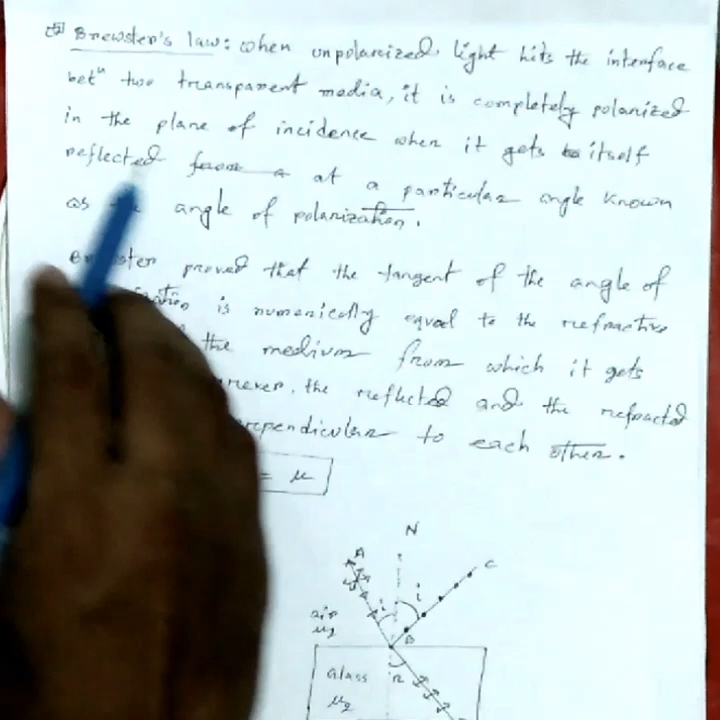 Brewster's law: when unpolarized light hits the interface
betⁿ two transparent media, it is completely polarized
in the plane of incidence when it gets itself
reflected from a at a particular angle known
as angle of polarization.
proved that the tangent of the angle of
is numerically equal to the refractive
the medium from which it gets
the reflected and the refracted
to each other.
= μ
N
A
C
i
i
air
μ₁
B
Glass
r
μ₂